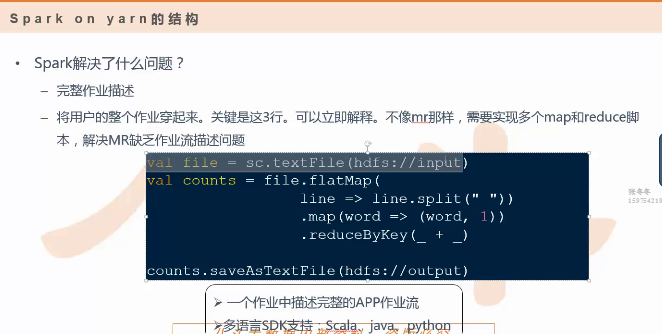 Spark on yarn的结构
• Spark解决了什么问题？
– 完整作业描述
– 将用户的整个作业穿起来。关键是这3行。可以立即解释。不像mr那样，需要实现多个map和reduce脚
本，解决MR缺乏作业流描述问题
val file = sc.textFile(hdfs://input)
val counts = file.flatMap(
line => line.split(" "))
.map(word => (word, 1))
.reduceByKey(_ + _)
counts.saveAsTextFile(hdfs://output)
张冬冬
➢ 一个作业中描述完整的APP作业流
➢多语言SDK支持：Scala、java、python